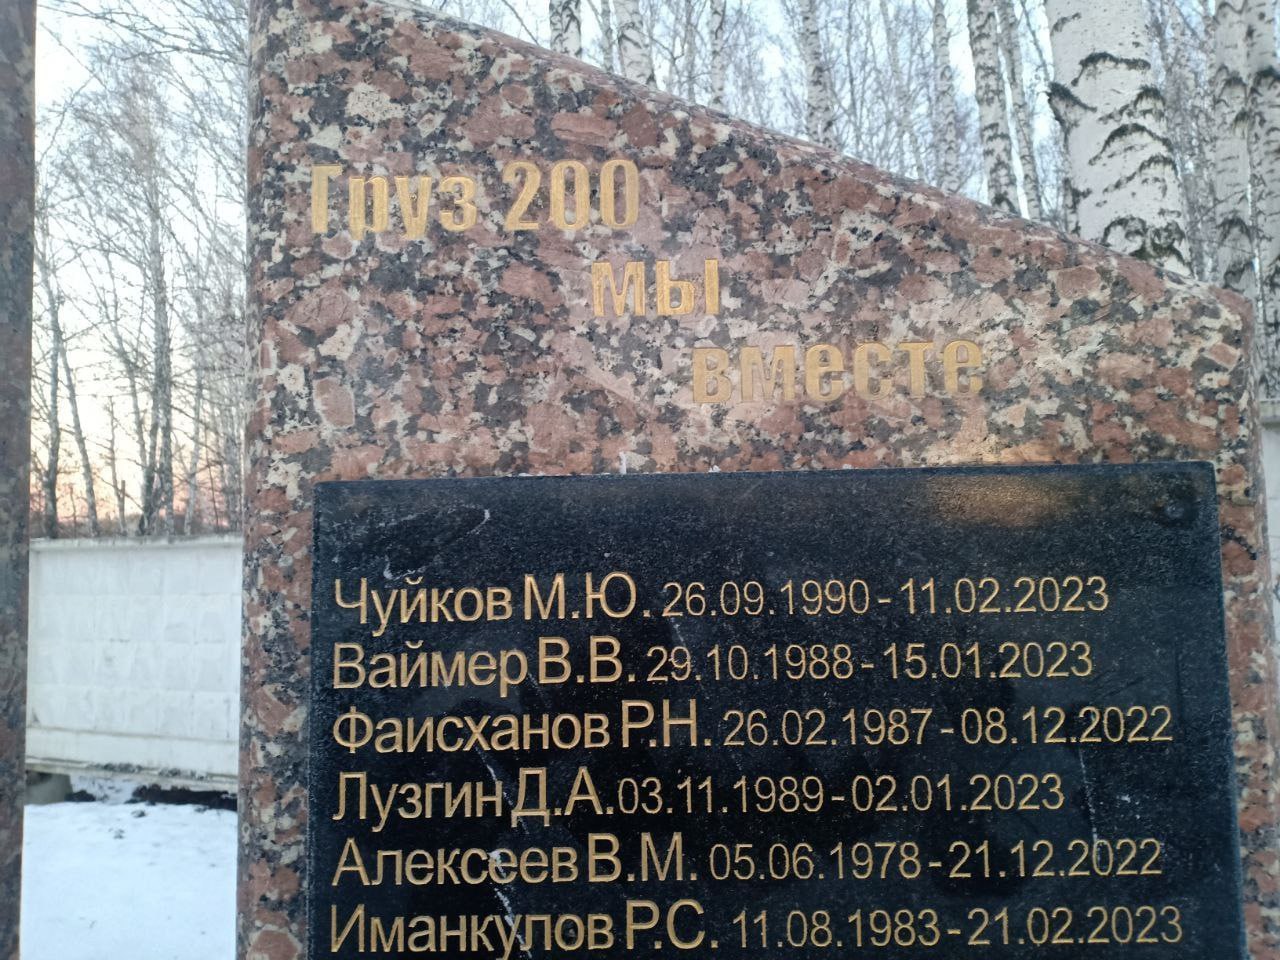 Груз 200
мы
вместе
Чуйков М.Ю. 26.09.1990 - 11.02.2023
Ваймер В.В. 29.10.1988 - 15.01.2023
Фаисханов Р.Н. 26.02.1987 - 08.12.2022
Лузгин Д.А. 03.11.1989 - 02.01.2023
Алексеев В.М. 05.06.1978 - 21.12.2022
Иманкулов Р.С. 11.08.1983 - 21.02.2023